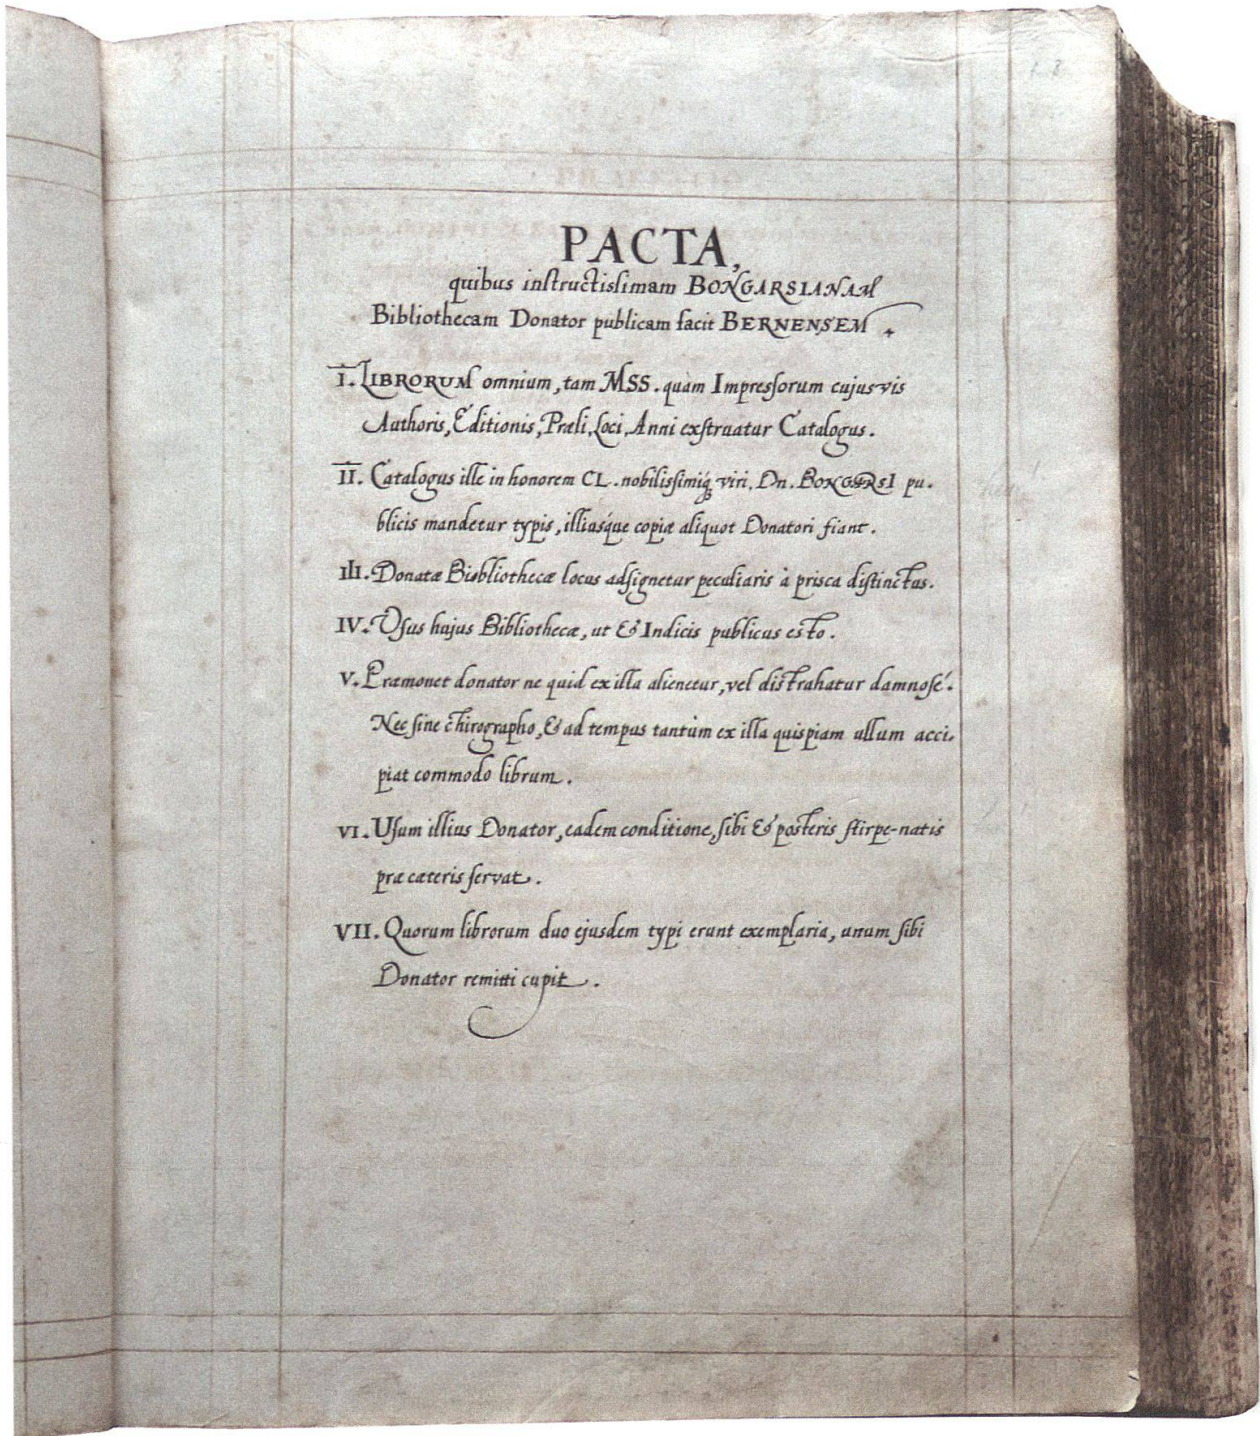 PACTA,
quibus instructissimam BONGARSIANAM
Bibliothecam Donator publicam facit BERNENSEM.
I. LIBRORUM omnium, tam MSS. quàm Impressorum cujusvis
Authoris, Editionis, Præli, Loci, Anni exstruatur Catalogus.
II. Catalogus ille in honorem CL. nobilissimiq́ viri, Dn. BONGARSI pu-
blicis mandetur typis, illiusq́ue copiæ aliquot Donatori fiant.
III. Donatæ Bibliothecæ locus adsignetur peculiaris à prisca distinctus.
IV. Usus hujus Bibliothecæ, ut & Indicis publicus esto.
V. Præmonet donator ne quid ex illa alienetur, vel distrahatur damnosé.
Nec sine chirographo, & ad tempus tantùm ex illa quispiam ullum acci-
piat commodo librum.
VI. Usum illius Donator, eadem conditione, sibi & posteris stirpe-natis
præ cæteris servat.
VII. Quorum librorum duo ejusdem typi erunt exemplaria, unum sibi
Donator remitti cupit.